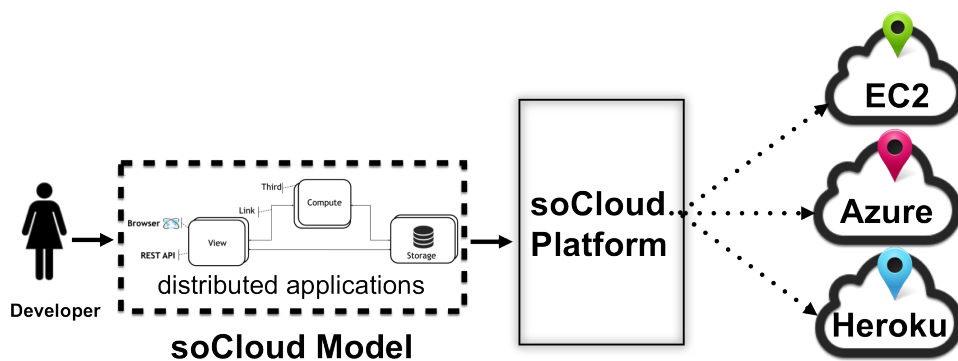 Developer
Browser
REST API
View
Link
Third
Compute
Storage
distributed applications
soCloud Model
soCloud
Platform
EC2
Azure
Heroku